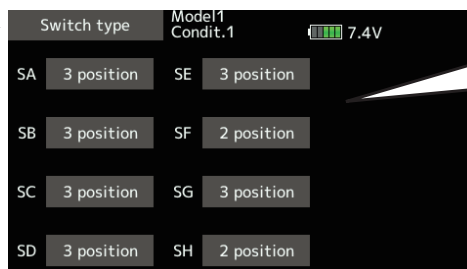 Switch type
Model1
Condit.1
7.4V
SA 3 position SE 3 position
SB 3 position SF 2 position
SC 3 position SG 3 position
SD 3 position SH 2 position